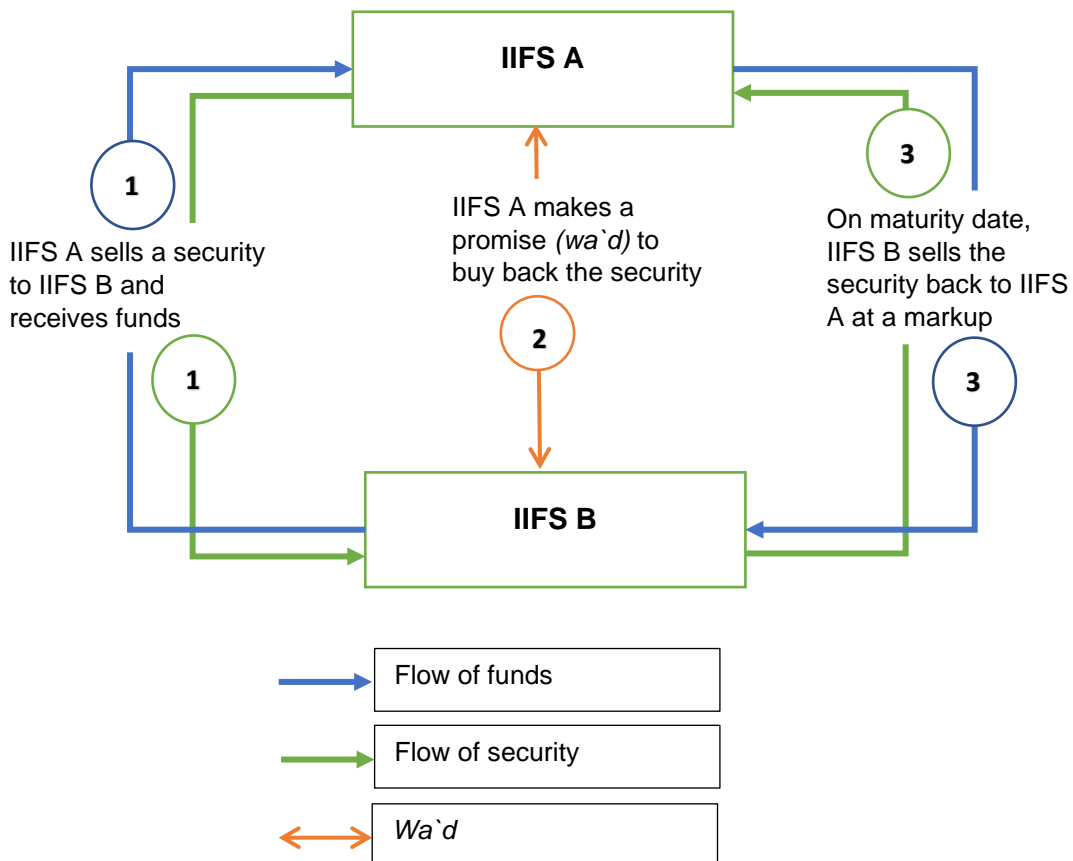 IIFS A
1
IIFS A sells a security
to IIFS B and
receives funds
1
IIFS A makes a
promise (wa`d) to
buy back the security
2
3
On maturity date,
IIFS B sells the
security back to IIFS
A at a markup
3
IIFS B
Flow of funds
Flow of security
Wa`d